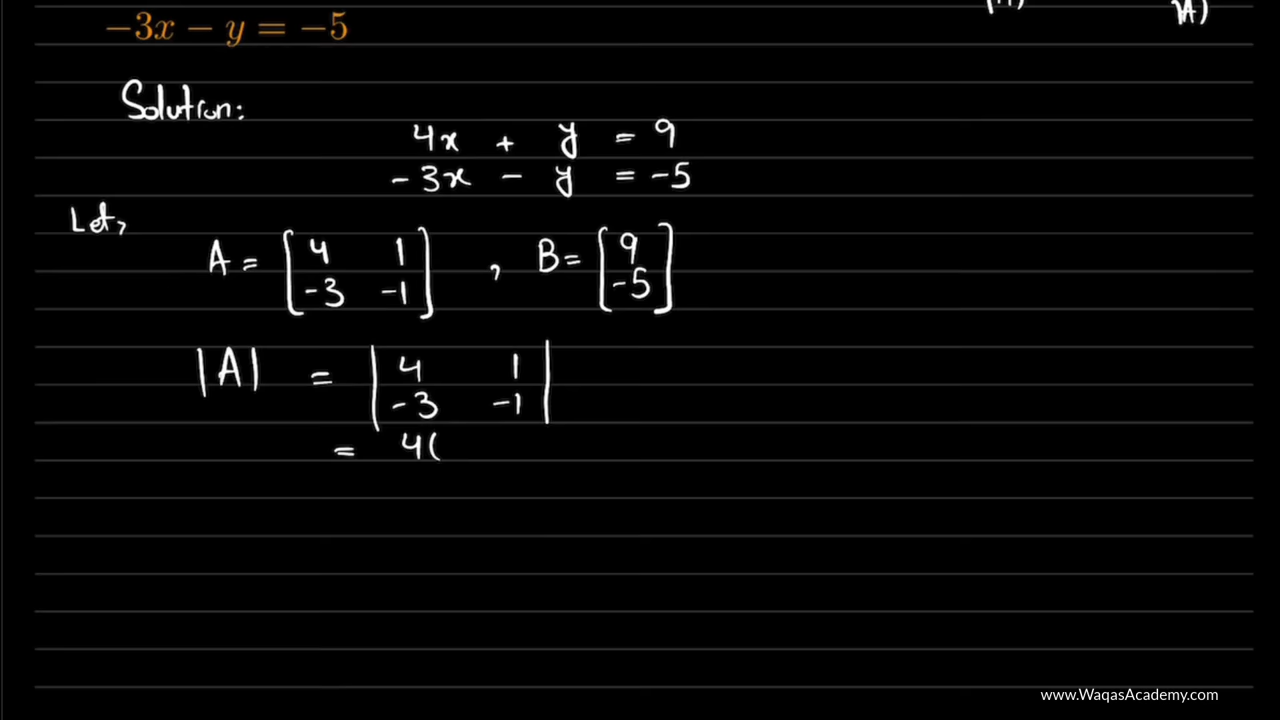 −3x − y = −5
Solution:
4x + y = 9
-3x - y = -5
Let,
A = [4 1 , B = [9
-3 -1] -5]
|A| = |4 1
-3 -1|
= 4(
www.WaqasAcademy.com